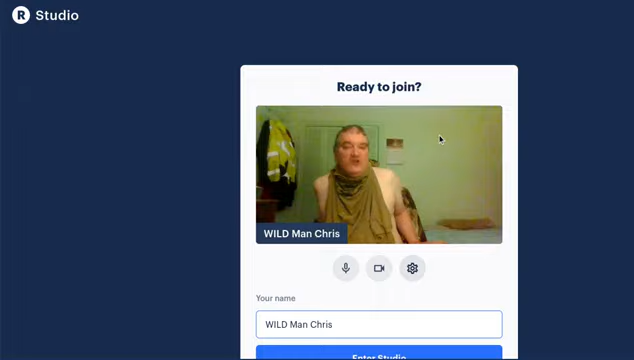 R Studio
Ready to join?
WILD Man Chris
Your name
WILD Man Chris
Enter Studio